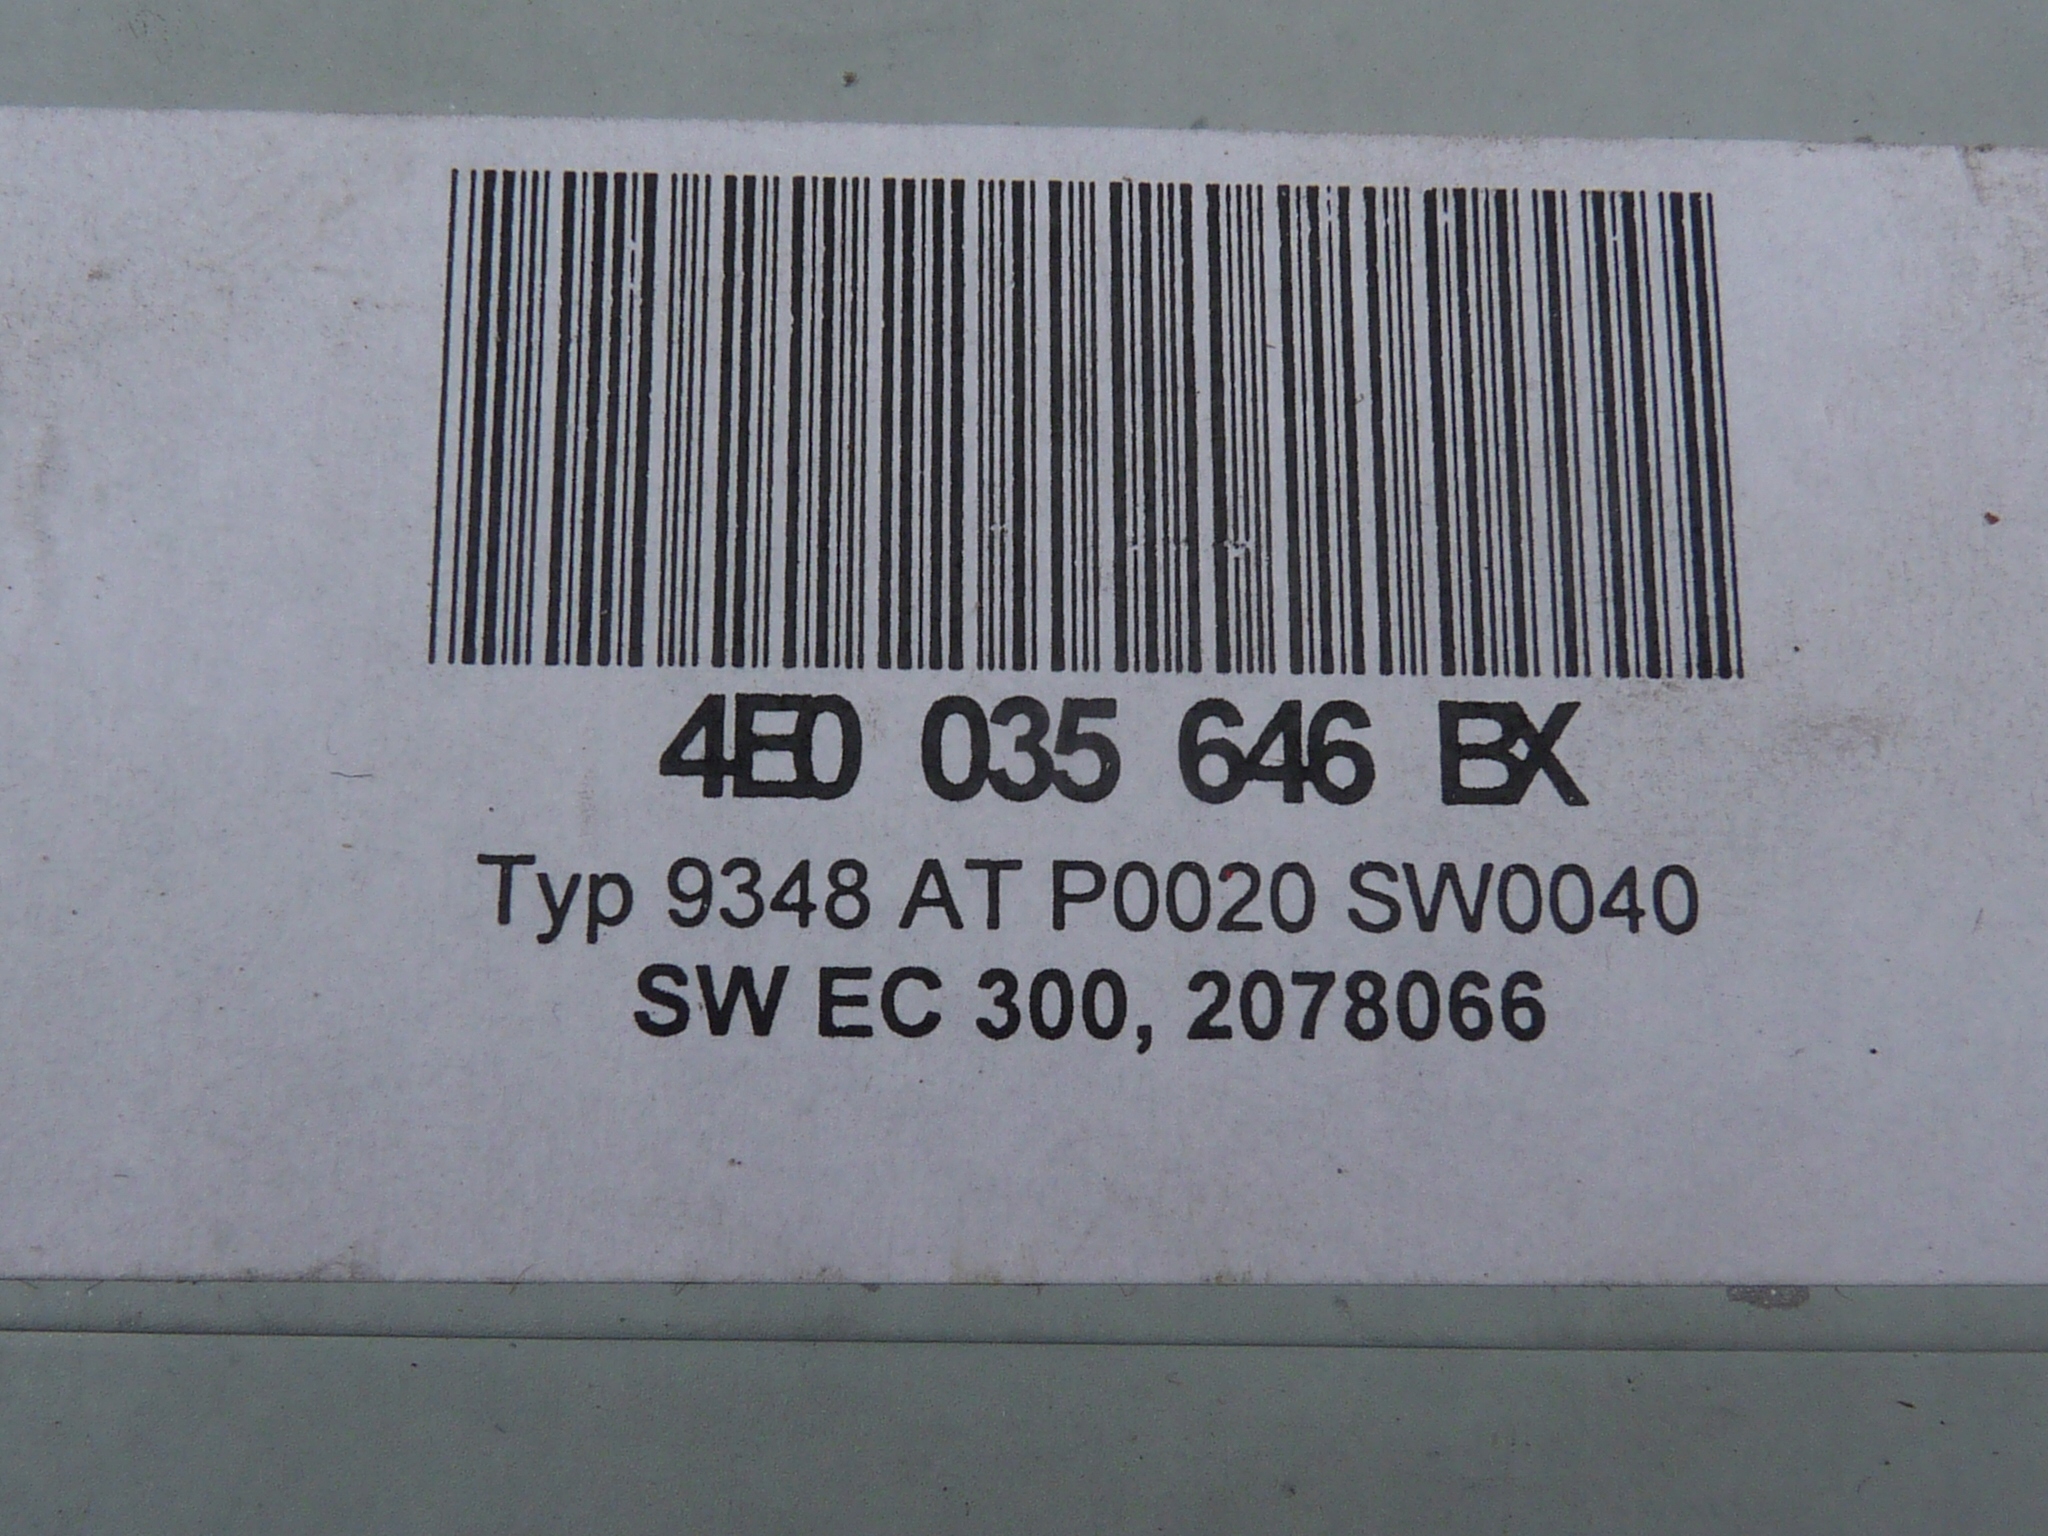 4E0 035 646 BX
Typ 9348 AT P0020 SW0040
SW EC 300, 2078066